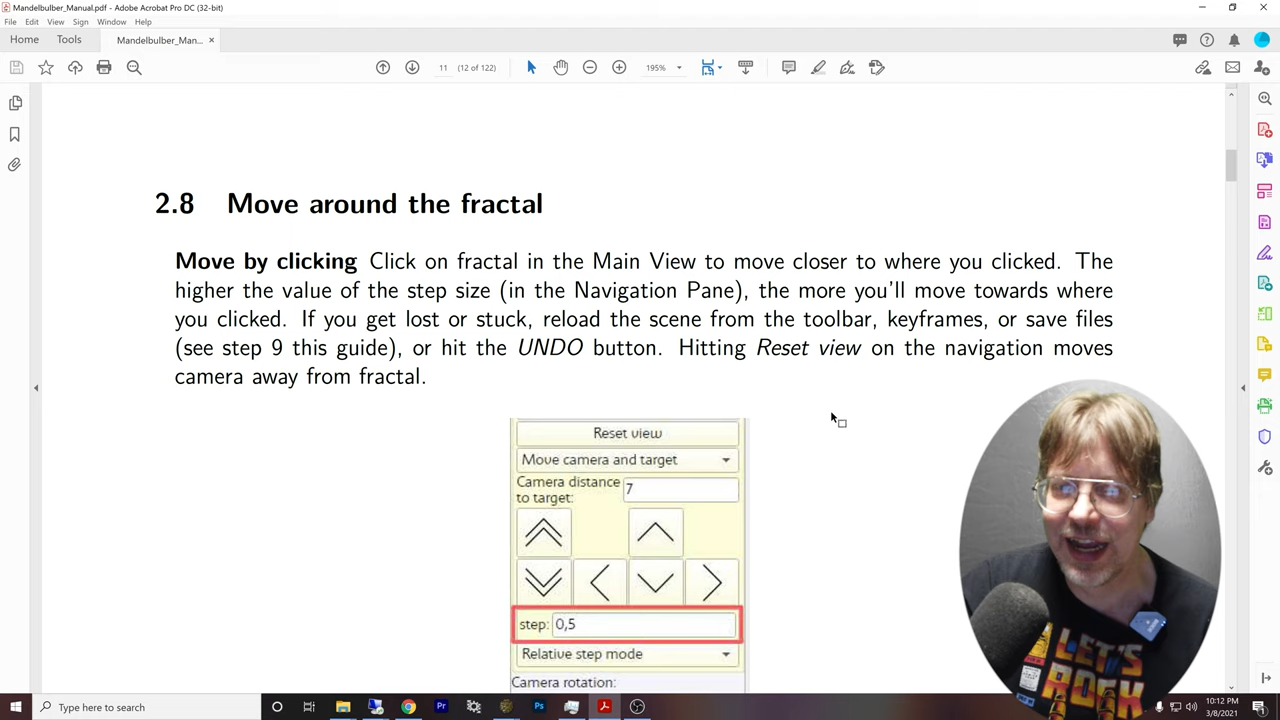 Mandelbulber_Manual.pdf - Adobe Acrobat Pro DC (32-bit)
File Edit View Sign Window Help
Home Tools Mandelbulber_Man... ×
11 (12 of 122) 195%
2.8 Move around the fractal
Move by clicking Click on fractal in the Main View to move closer to where you clicked. The
higher the value of the step size (in the Navigation Pane), the more you'll move towards where
you clicked. If you get lost or stuck, reload the scene from the toolbar, keyframes, or save files
(see step 9 this guide), or hit the UNDO button. Hitting Reset view on the navigation moves
camera away from fractal.
Reset view
Move camera and target
Camera distance
to target: 7
step: 0,5
Relative step mode
Camera rotation:
LET'S
ROCK
Type here to search
Pr
Ps
10:12 PM
3/8/2021